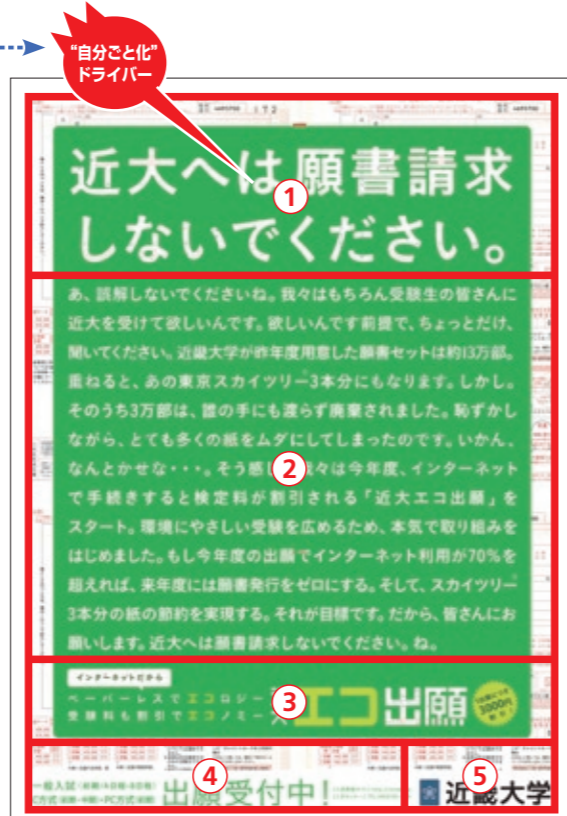 “自分ごと化”
ドライバー
近大へは願書請求
しないでください。
①
あ、誤解しないでくださいね。我々はもちろん受験生の皆さんに
近大を受けて欲しいんです。欲しいんです前提で、ちょっとだけ、
聞いてください。近畿大学が昨年度用意した願書セットは約13万部。
重ねると、あの東京スカイツリー3本分にもなります。しかし。
そのうち3万部は、誰の手にも渡らず廃棄されました。恥ずかし
ながら、とても多くの紙をムダにしてしまったのです。いかん、
なんとかせな・・・。そう感じ 我々は今年度、インターネット
②
で手続きすると検定料が割引される「近大エコ出願」を
スタート。環境にやさしい受験を広めるため、本気で取り組みを
はじめました。もし今年度の出願でインターネット利用が70%を
超えれば、来年度には願書発行をゼロにする。そして、スカイツリー
3本分の紙の節約を実現する。それが目標です。だから、皆さんにお
願いします。近大へは願書請求しないでください。ね。
インターネットだから
ペーパーレスでエコロジー
受験料も割引でエコノミー
③
エコ出願
3000円
④
一般入試
出願受付中!
⑤
近畿大学